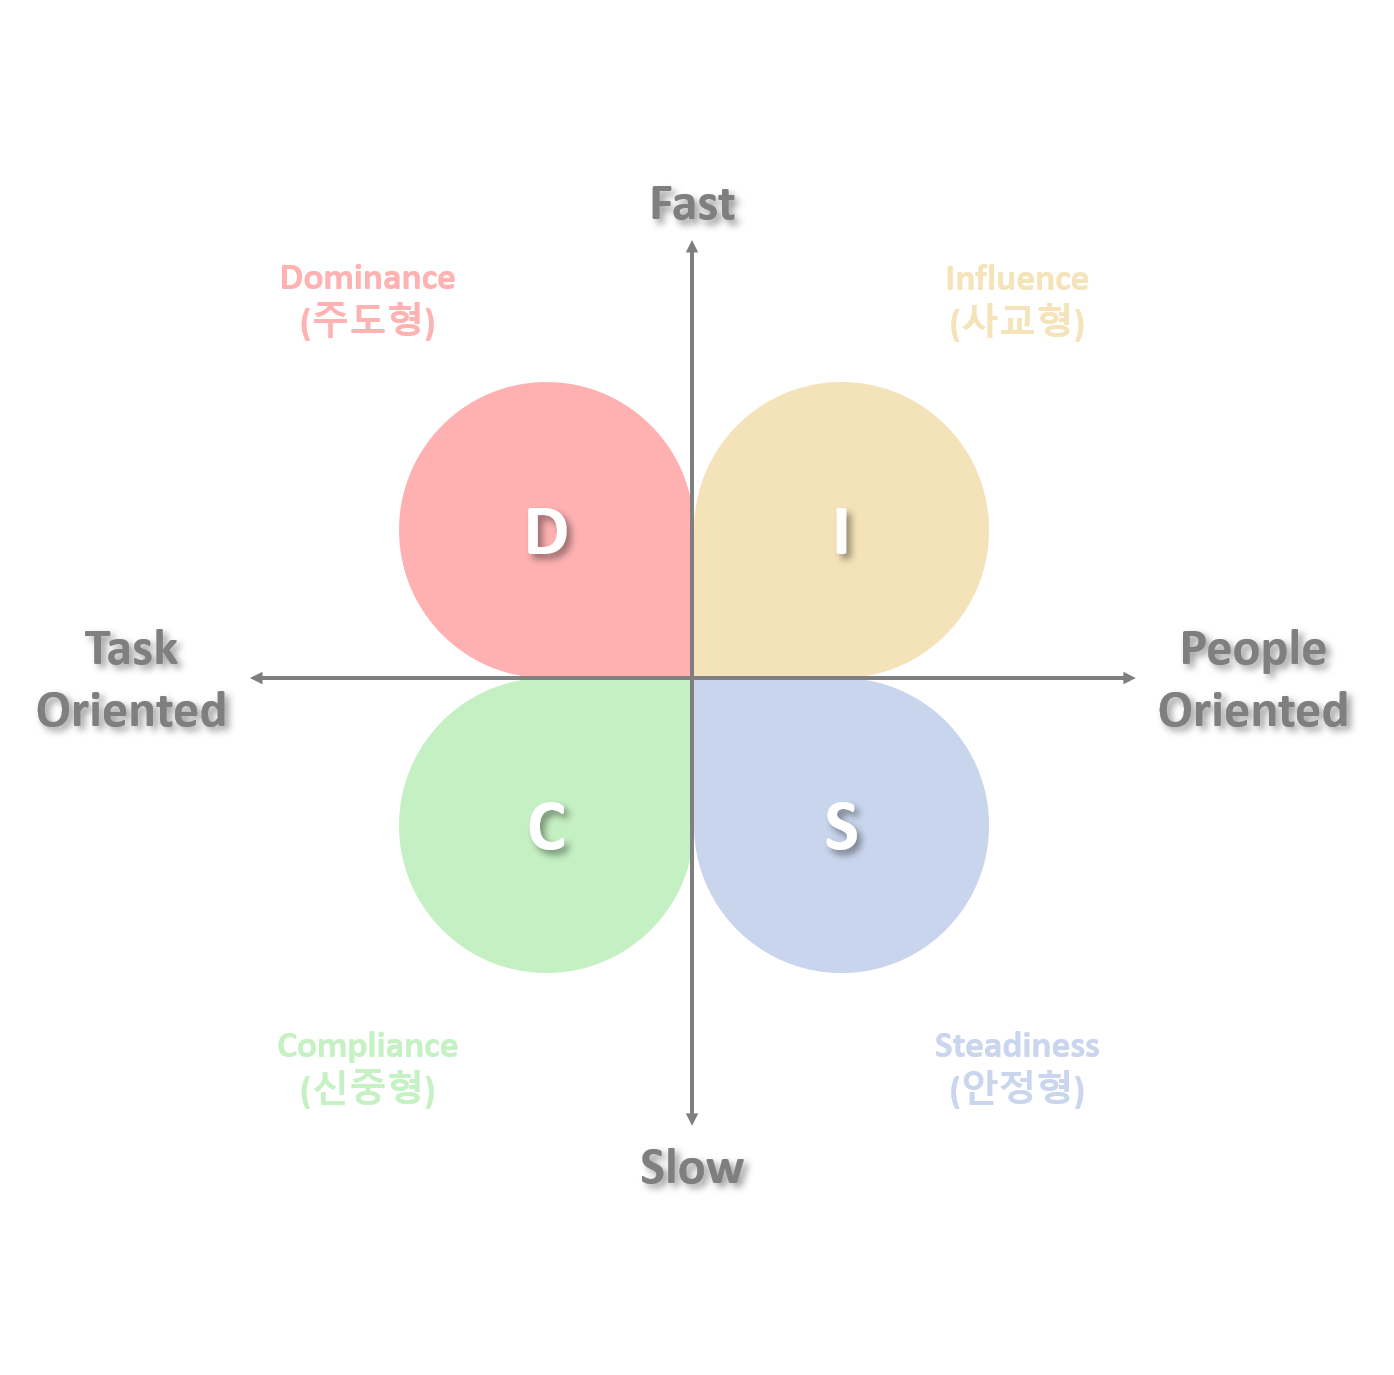 Fast
Dominance
(주도형)
Influence
(사교형)
D
I
Task
Oriented
People
Oriented
C
S
Compliance
(신중형)
Steadiness
(안정형)
Slow